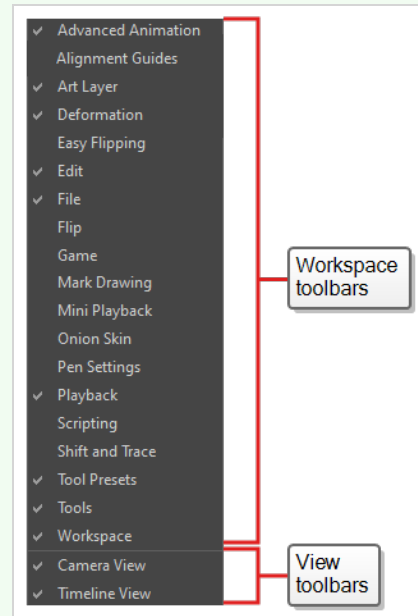 Advanced Animation
Alignment Guides
Art Layer
Deformation
Easy Flipping
Edit
File
Flip
Game
Mark Drawing
Mini Playback
Onion Skin
Pen Settings
Playback
Scripting
Shift and Trace
Tool Presets
Tools
Workspace
Camera View
Timeline View
Workspace
toolbars
View
toolbars